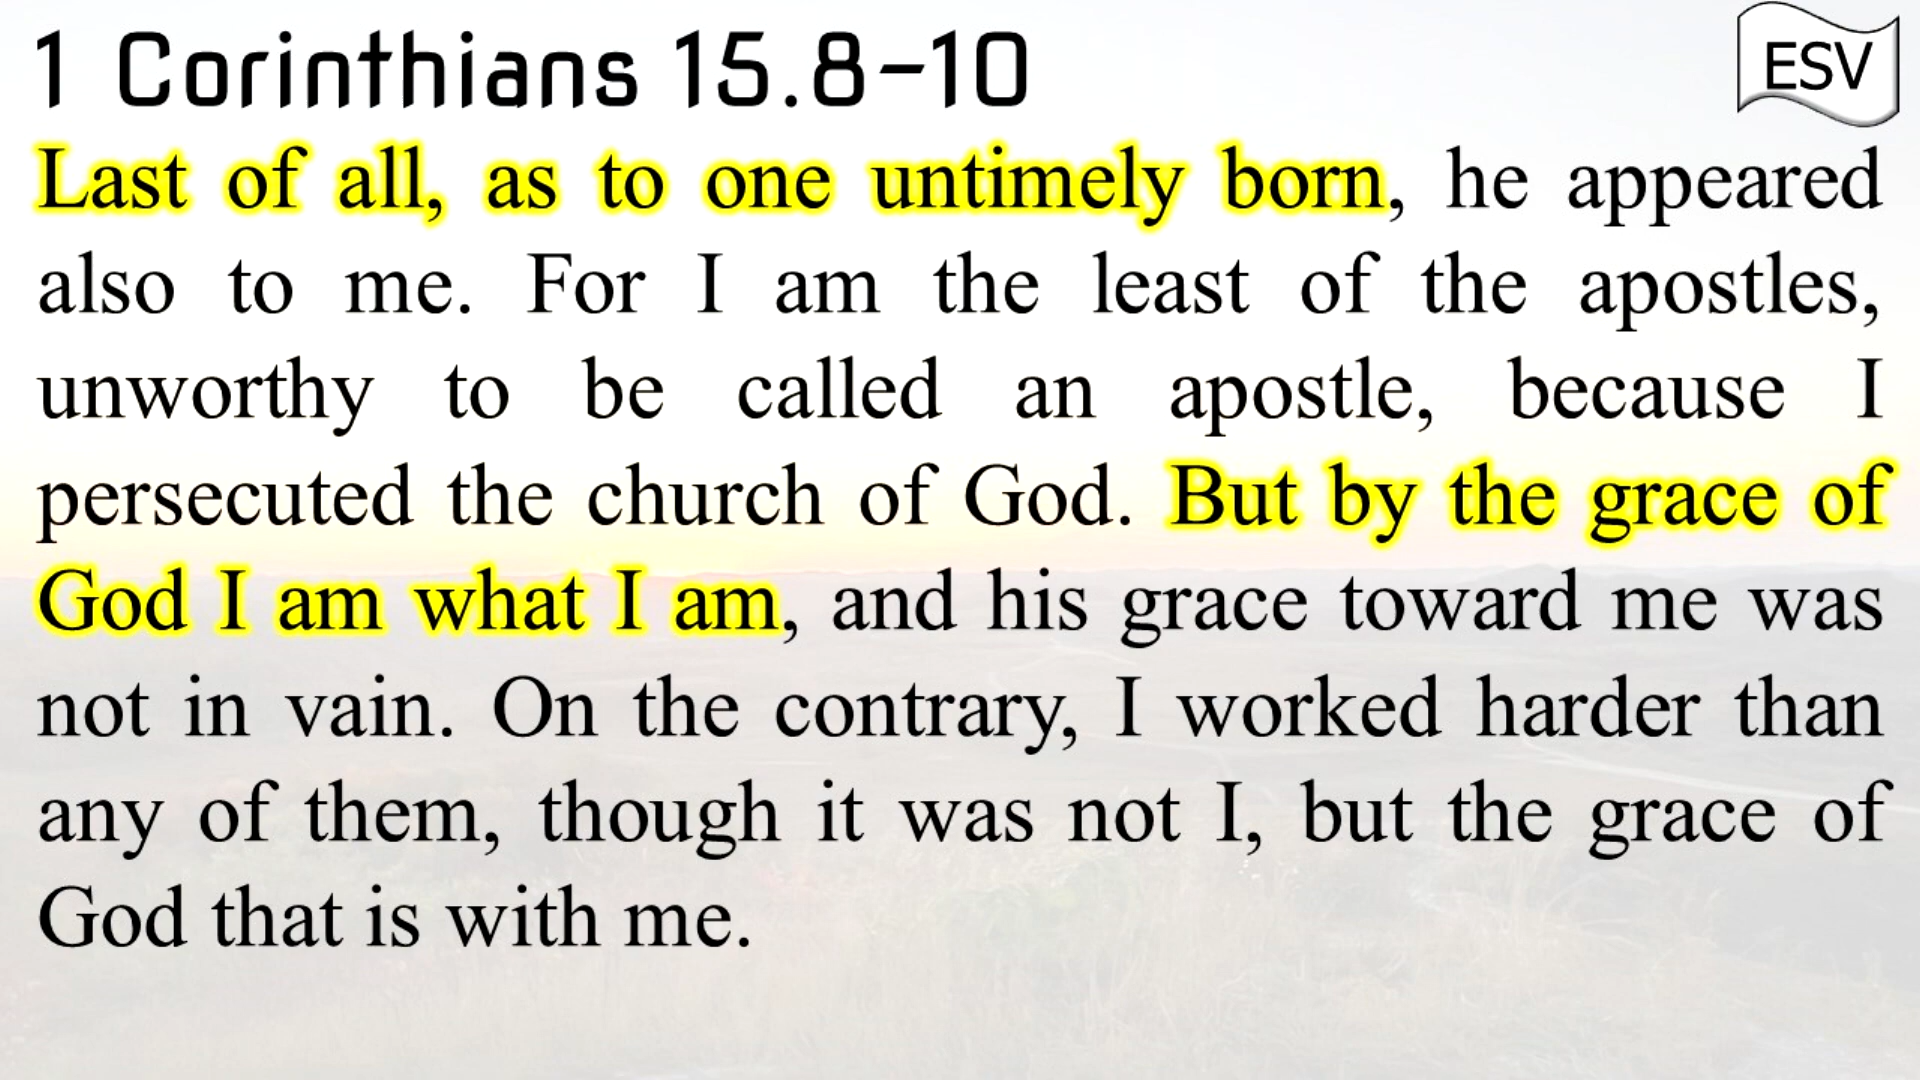 1 Corinthians 15.8–10
ESV
Last of all, as to one untimely born, he appeared
also to me. For I am the least of the apostles,
unworthy to be called an apostle, because I
persecuted the church of God. But by the grace of
God I am what I am, and his grace toward me was
not in vain. On the contrary, I worked harder than
any of them, though it was not I, but the grace of
God that is with me.